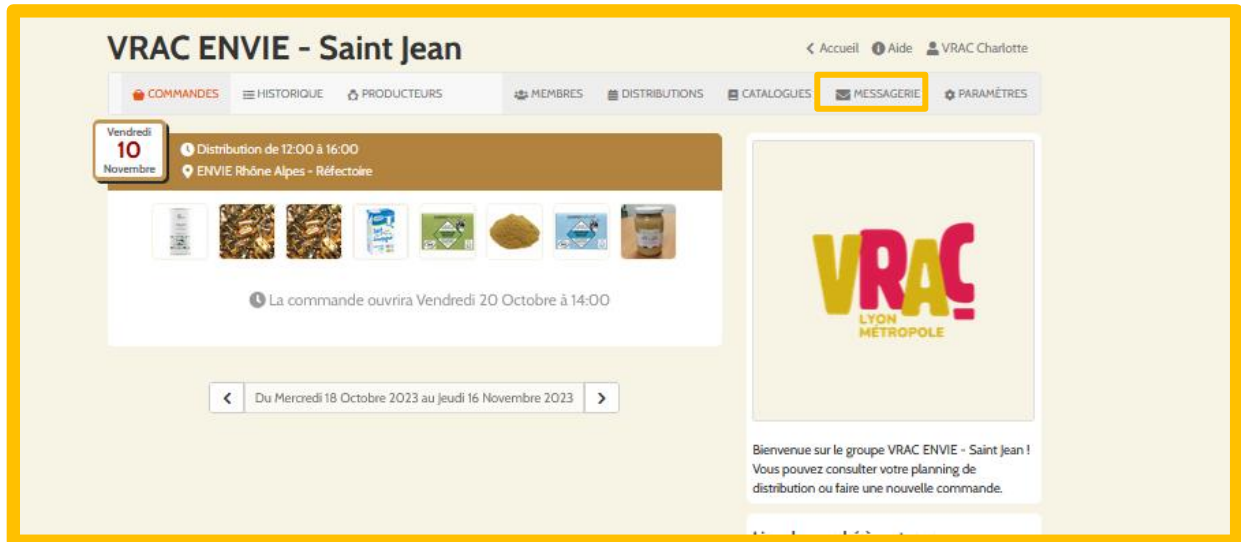 VRAC ENVIE - Saint Jean
Accueil Aide VRAC Charlotte
COMMANDES HISTORIQUE PRODUCTEURS MEMBRES DISTRIBUTIONS CATALOGUES MESSAGERIE PARAMÈTRES
Vendredi
10
Novembre
Distribution de 12:00 à 16:00
ENVIE Rhône Alpes - Réfectoire
La commande ouvrira Vendredi 20 Octobre à 14:00
Du Mercredi 18 Octobre 2023 au Jeudi 16 Novembre 2023
VRAC
LYON
MÉTROPOLE
Bienvenue sur le groupe VRAC ENVIE - Saint Jean !
Vous pouvez consulter votre planning de
distribution ou faire une nouvelle commande.